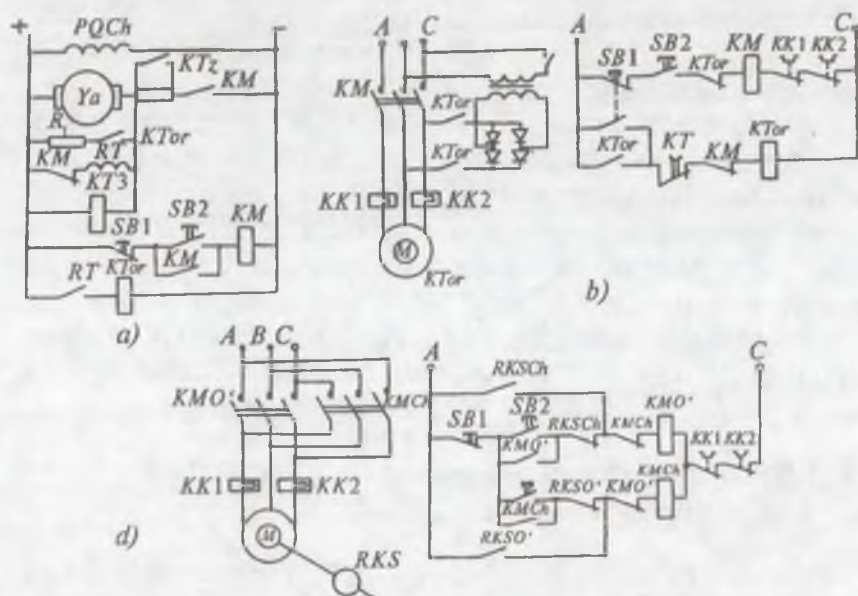 + −
PQCh
KTz
KM
Ya
R
KTor
KM RT
KT3
SB1 SB2 KM
KM
RT KTor
a)
A C
KM
KTor
KTor
KK1 KK2
M
KTor
A C
SB1 SB2 KTor KM KK1 KK2
KTor KT KM KTor
b)
A B C
KMO' KMCh
KK1 KK2
M
RKS
d)
A C
RKSCh
SB1 SB2 RKSCh KMCh KMO'
KMO'
KK1 KK2
RKSO' KMO' KMCh
KMCh
RKSO'